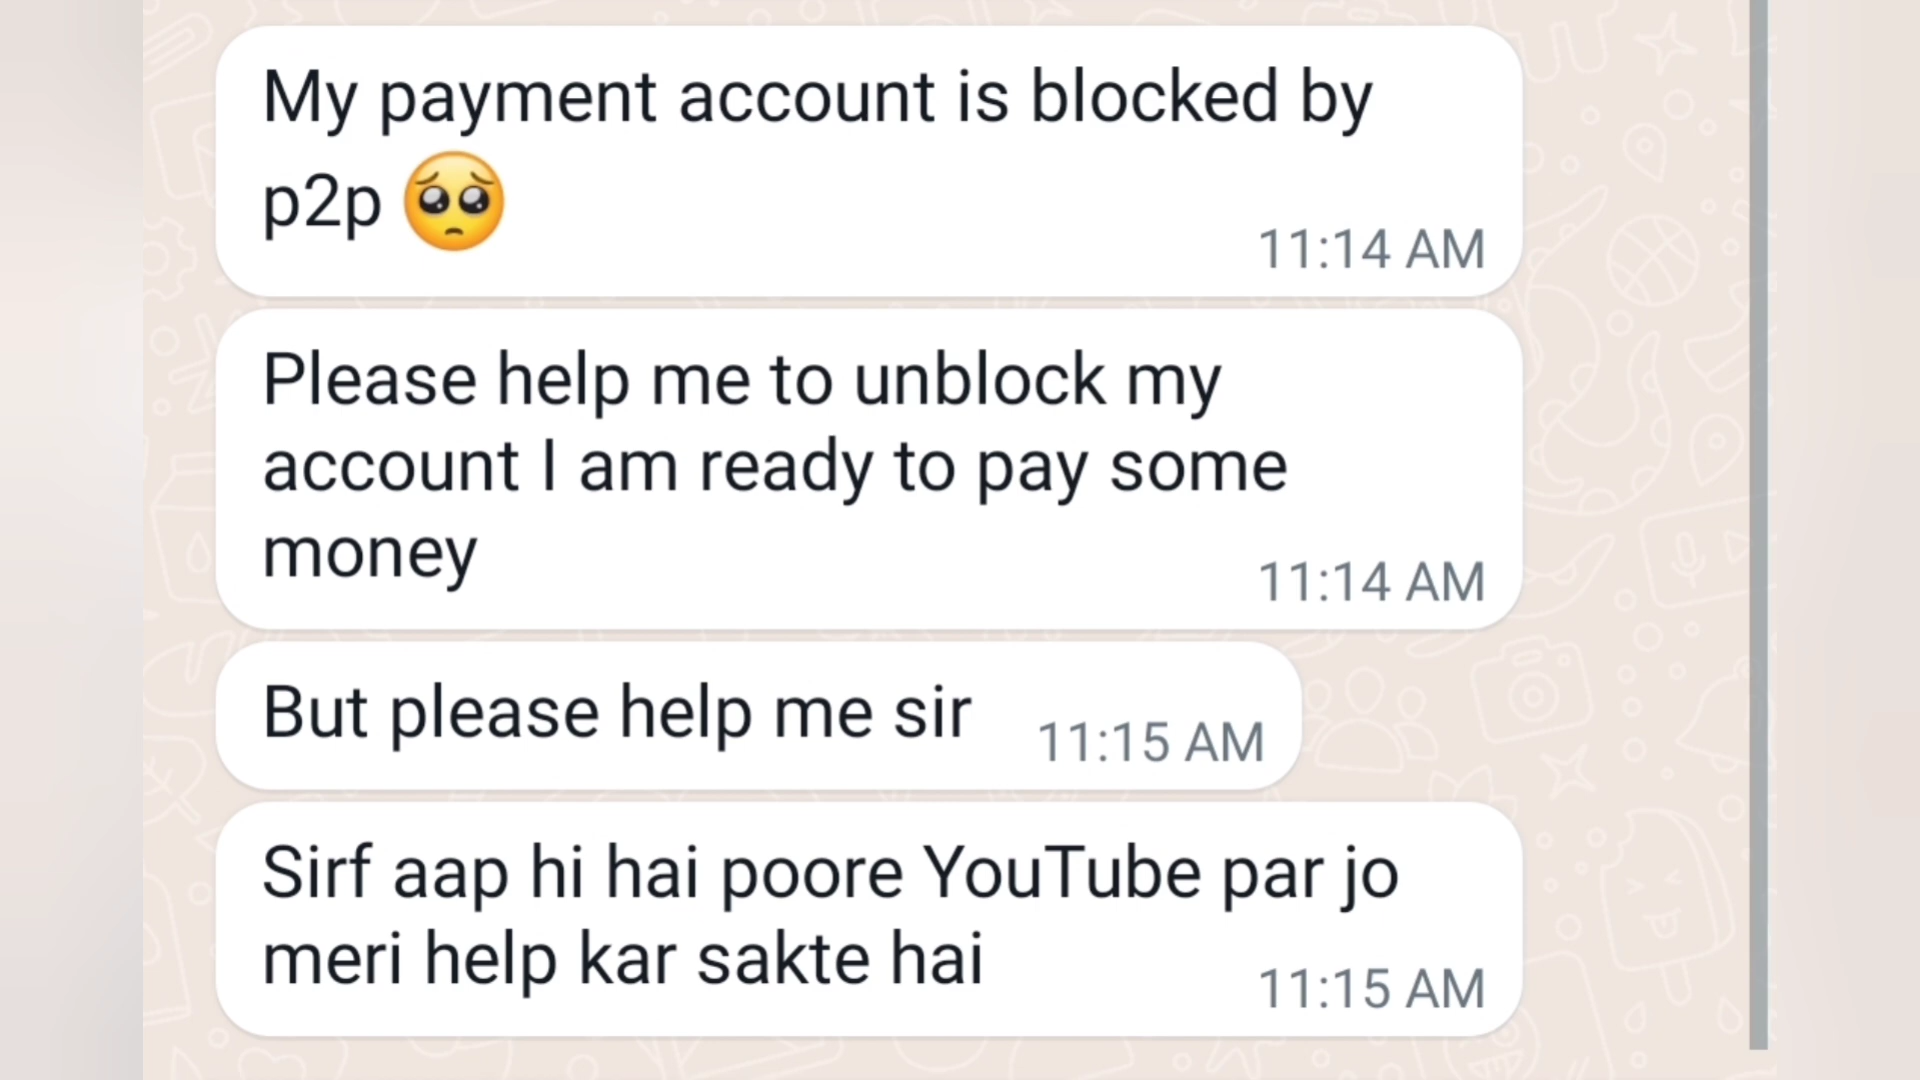 My payment account is blocked by
p2p 🥺
11:14 AM
Please help me to unblock my
account I am ready to pay some
money
11:14 AM
But please help me sir
11:15 AM
Sirf aap hi hai poore YouTube par jo
meri help kar sakte hai
11:15 AM